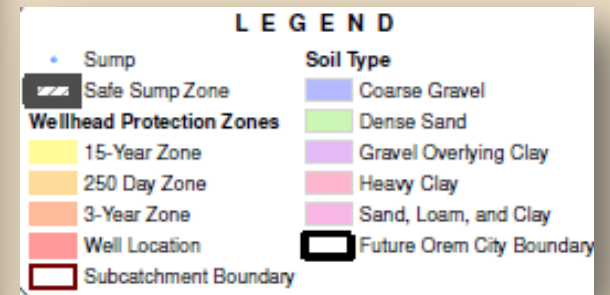 LEGEND
Sump
Safe Sump Zone
Wellhead Protection Zones
15-Year Zone
250 Day Zone
3-Year Zone
Well Location
Subcatchment Boundary
Soil Type
Coarse Gravel
Dense Sand
Gravel Overlying Clay
Heavy Clay
Sand, Loam, and Clay
Future Orem City Boundary